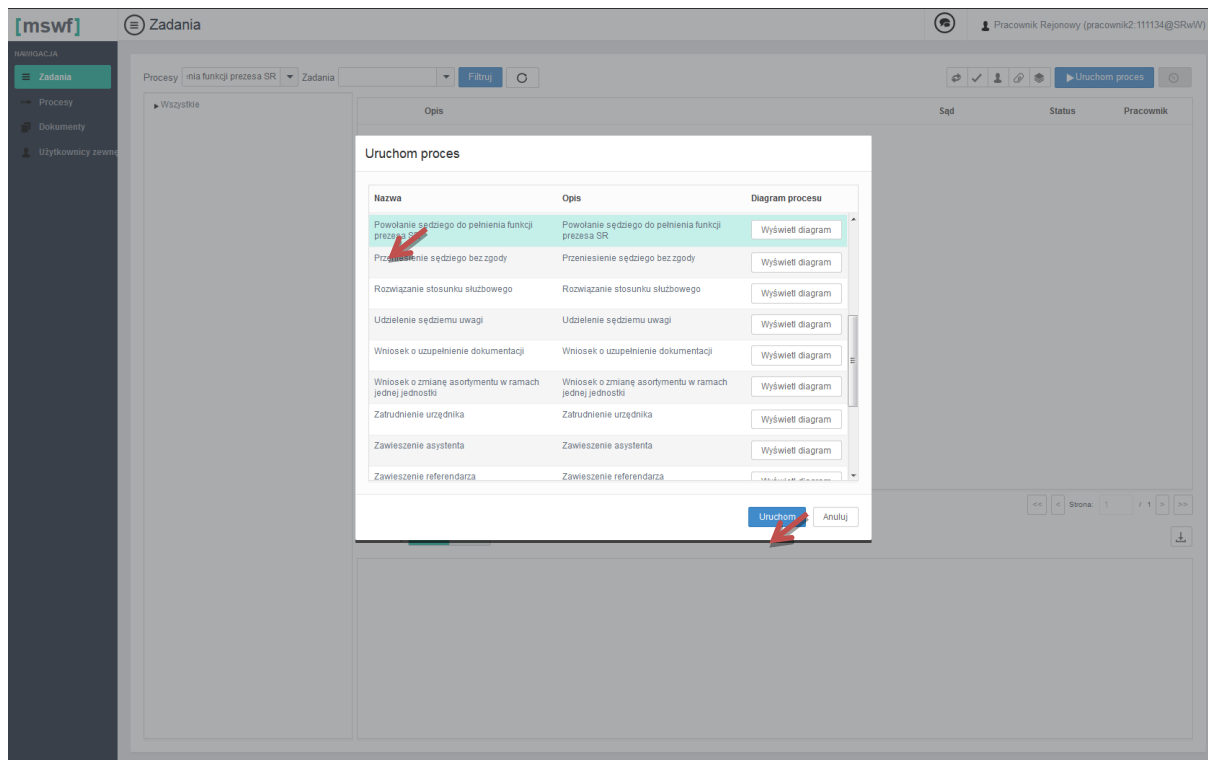 [mswf]
Zadania
Pracownik Rejonowy (pracownik2:111134@SRwW)
NAWIGACJA
Zadania
Procesy
Dokumenty
Użytkownicy zewnę
Procesy nia funkcji prezesa SR Zadania Filtruj Uruchom proces
Wszystkie
Opis Sąd Status Pracownik
Uruchom proces
Nazwa Opis Diagram procesu
Powołanie sędziego do pełnienia funkcji Powołanie sędziego do pełnienia funkcji Wyświetl diagram
prezesa SR prezesa SR
Przeniesienie sędziego bez zgody Przeniesienie sędziego bez zgody Wyświetl diagram
Rozwiązanie stosunku służbowego Rozwiązanie stosunku służbowego Wyświetl diagram
Udzielenie sędziemu uwagi Udzielenie sędziemu uwagi Wyświetl diagram
Wniosek o uzupełnienie dokumentacji Wniosek o uzupełnienie dokumentacji Wyświetl diagram
Wniosek o zmianę asortymentu w ramach Wniosek o zmianę asortymentu w ramach Wyświetl diagram
jednej jednostki jednej jednostki
Zatrudnienie urzędnika Zatrudnienie urzędnika Wyświetl diagram
Zawieszenie asystenta Zawieszenie asystenta Wyświetl diagram
Zawieszenie referendarza Zawieszenie referendarza Wyświetl diagram
<< < Strona: 1 / 1 > >>
Uruchom Anuluj